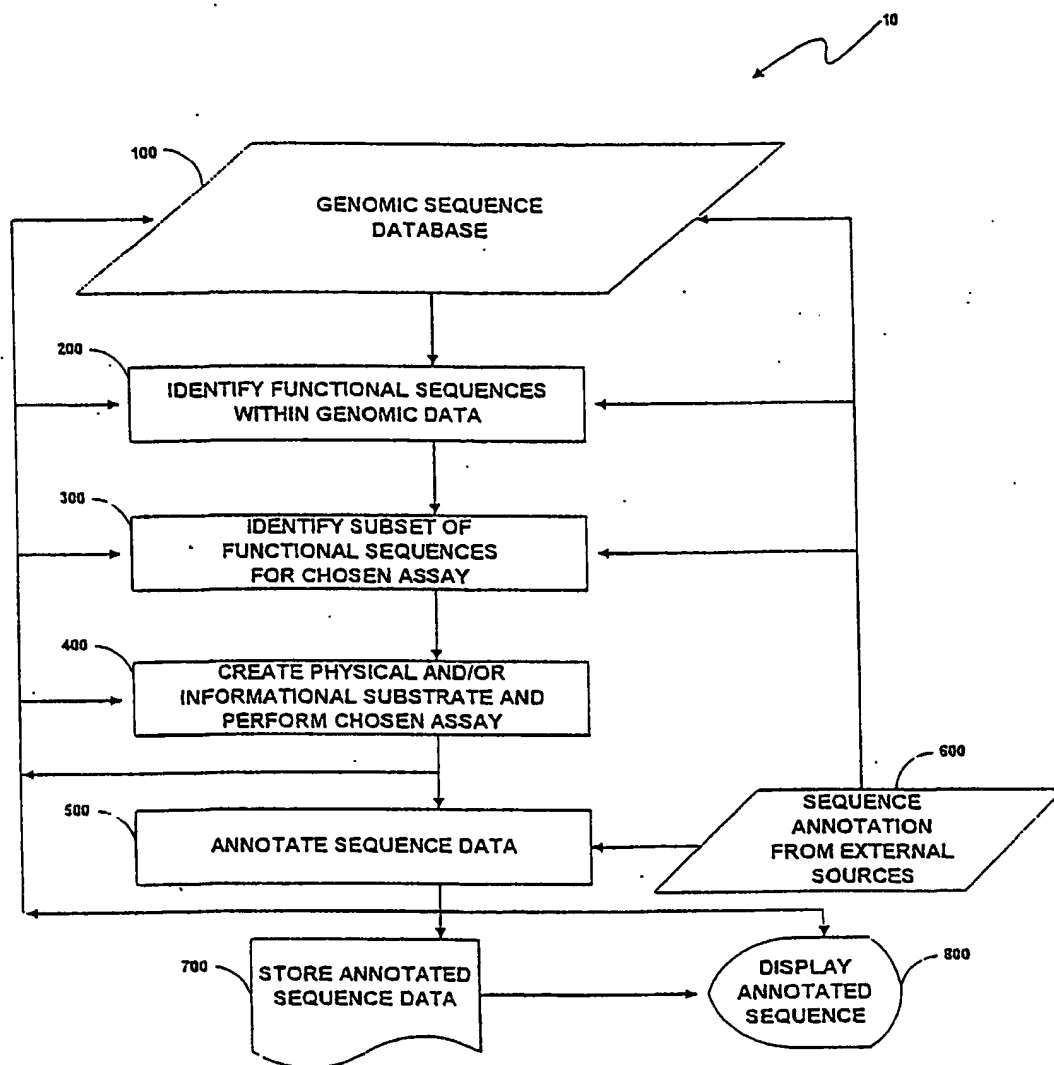 10
100
GENOMIC SEQUENCE
DATABASE
200
IDENTIFY FUNCTIONAL SEQUENCES
WITHIN GENOMIC DATA
300
IDENTIFY SUBSET OF
FUNCTIONAL SEQUENCES
FOR CHOSEN ASSAY
400
CREATE PHYSICAL AND/OR
INFORMATIONAL SUBSTRATE AND
PERFORM CHOSEN ASSAY
500
ANNOTATE SEQUENCE DATA
600
SEQUENCE
ANNOTATION
FROM EXTERNAL
SOURCES
700
STORE ANNOTATED
SEQUENCE DATA
800
DISPLAY
ANNOTATED
SEQUENCE